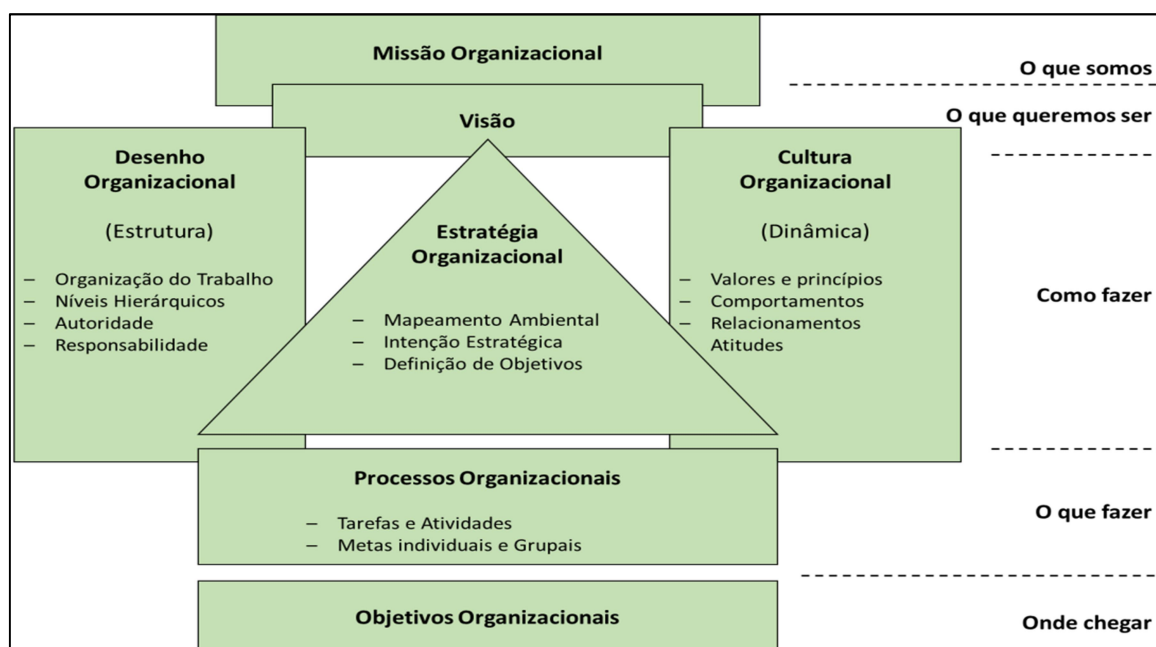 Missão Organizacional
O que somos
Visão
O que queremos ser
Desenho
Organizacional
(Estrutura)
– Organização do Trabalho
– Níveis Hierárquicos
– Autoridade
– Responsabilidade
Estratégia
Organizacional
– Mapeamento Ambiental
– Intenção Estratégica
– Definição de Objetivos
Cultura
Organizacional
(Dinâmica)
– Valores e princípios
– Comportamentos
– Relacionamentos
Atitudes
Como fazer
Processos Organizacionais
– Tarefas e Atividades
– Metas individuais e Grupais
O que fazer
Objetivos Organizacionais
Onde chegar